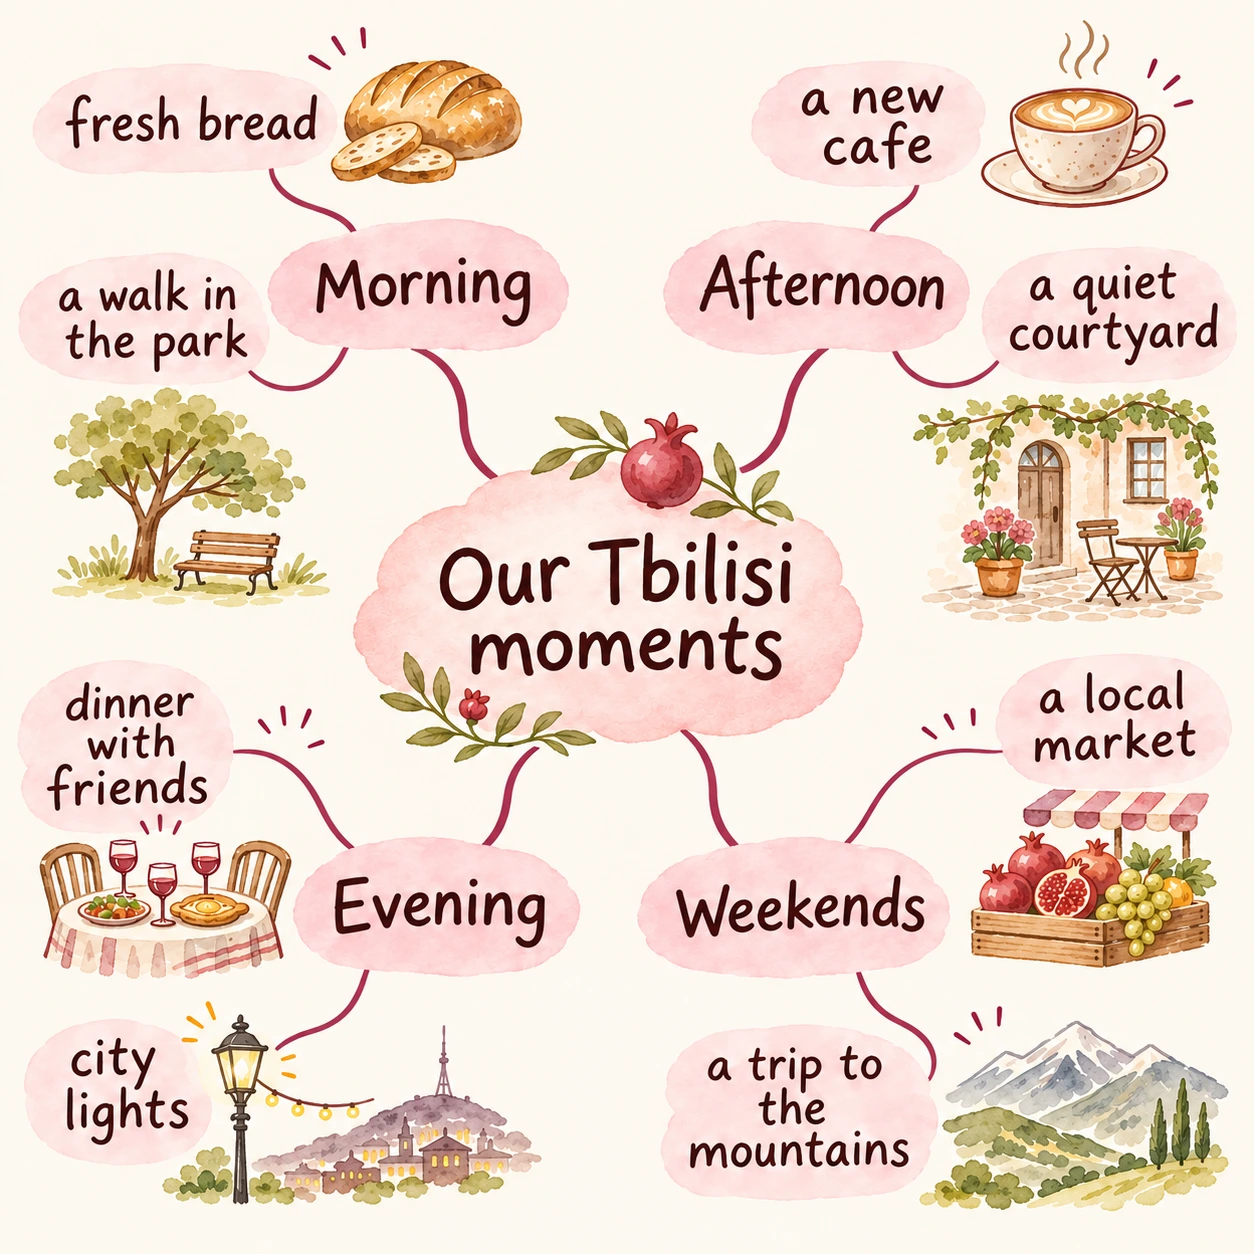 fresh bread
a walk in
the park
Morning
a new
cafe
Afternoon
a quiet
courtyard
Our Tbilisi
moments
dinner
with
friends
Evening
city
lights
a local
market
Weekends
a trip to
the
mountains